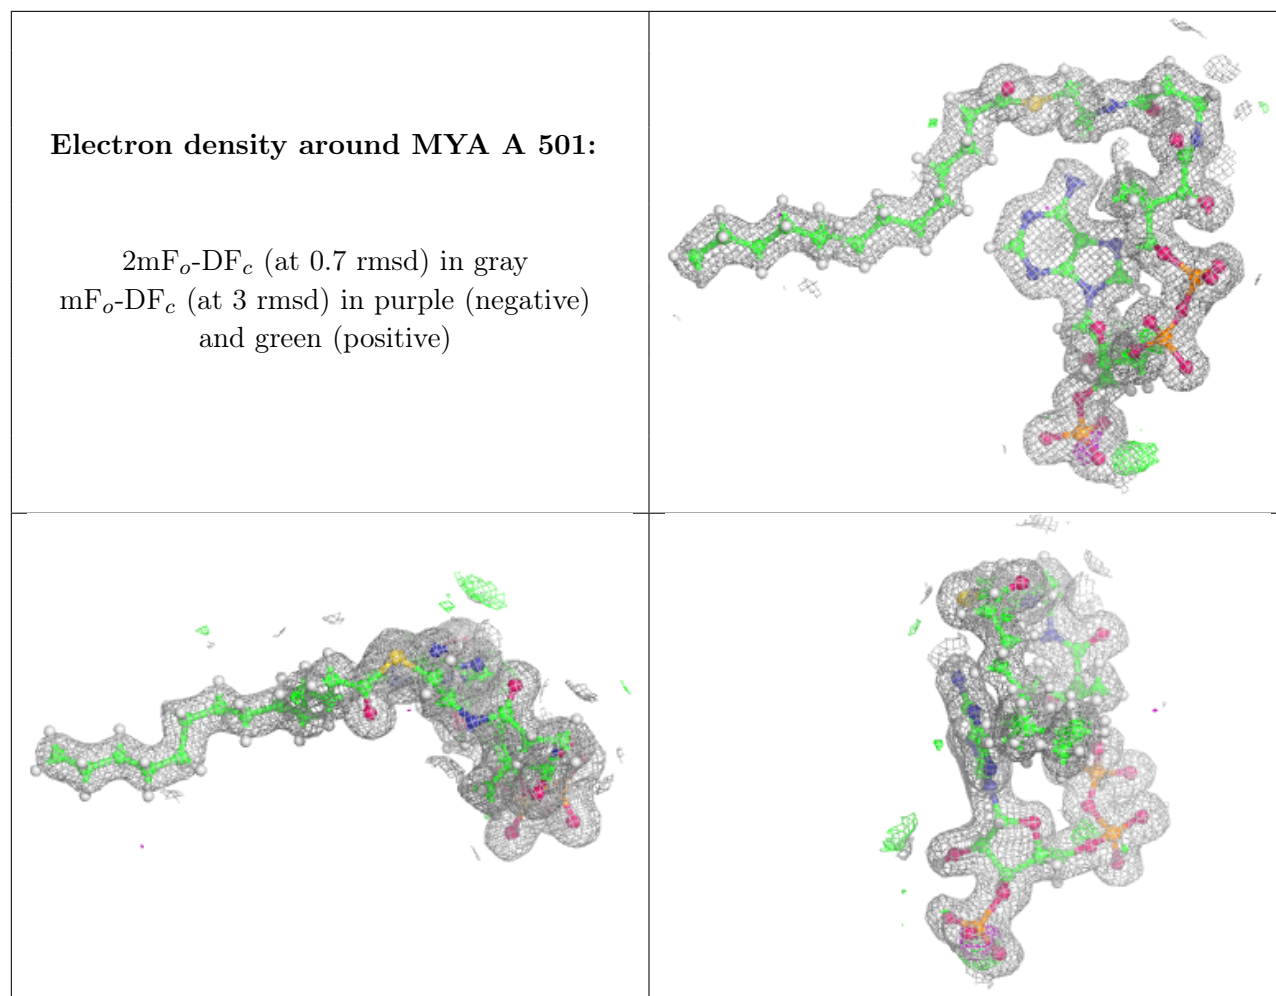 Electron density around MYA A 501:
2mFo-DFc (at 0.7 rmsd) in gray
mFo-DFc (at 3 rmsd) in purple (negative)
and green (positive)